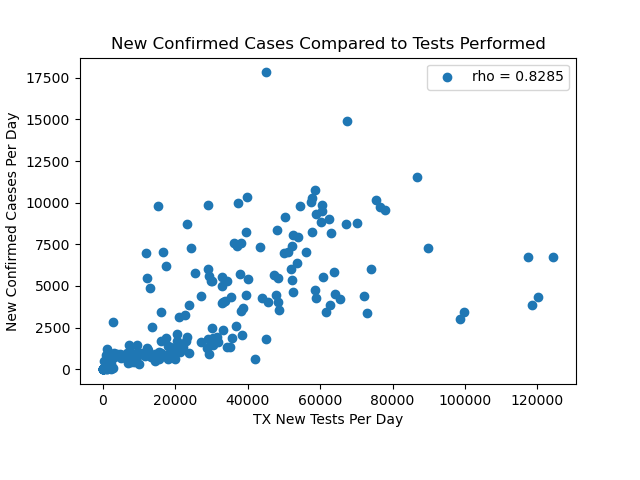 New Confirmed Cases Compared to Tests Performed
rho = 0.8285
17500
15000
12500
10000
7500
5000
2500
0
New Confirmed Caeses Per Day
0 20000 40000 60000 80000 100000 120000
TX New Tests Per Day